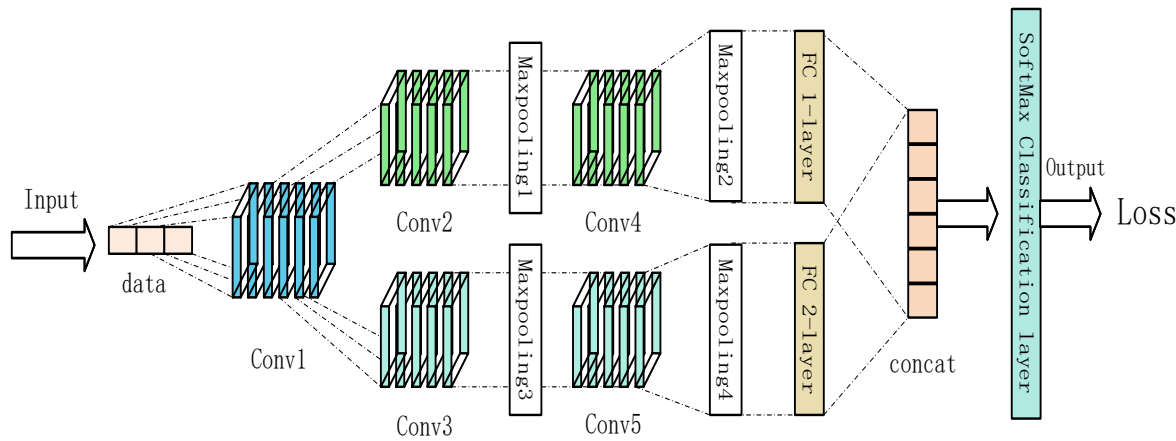 Input
data
Conv1
Conv2
Maxpooling1
Conv4
Maxpooling2
FC 1-layer
Conv3
Maxpooling3
Conv5
Maxpooling4
FC 2-layer
concat
SoftMax Classification layer
Output
Loss